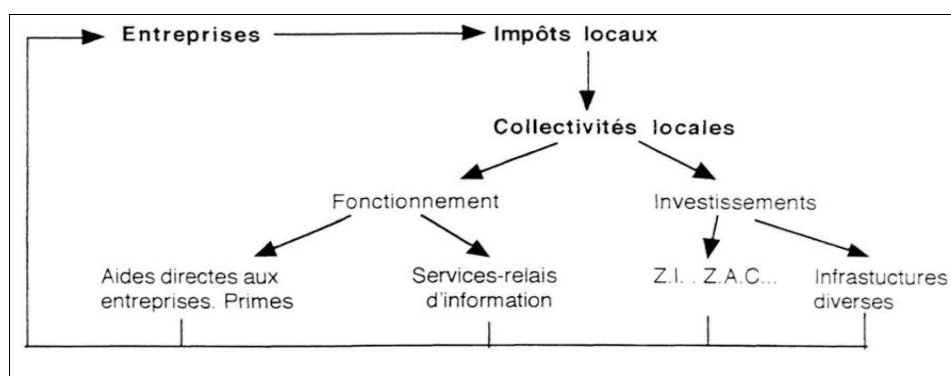 Entreprises
Impôts locaux
Collectivités locales
Fonctionnement
Investissements
Aides directes aux
entreprises. Primes
Services-relais
d'information
Z.I. . Z.A.C...
Infrastuctures
diverses